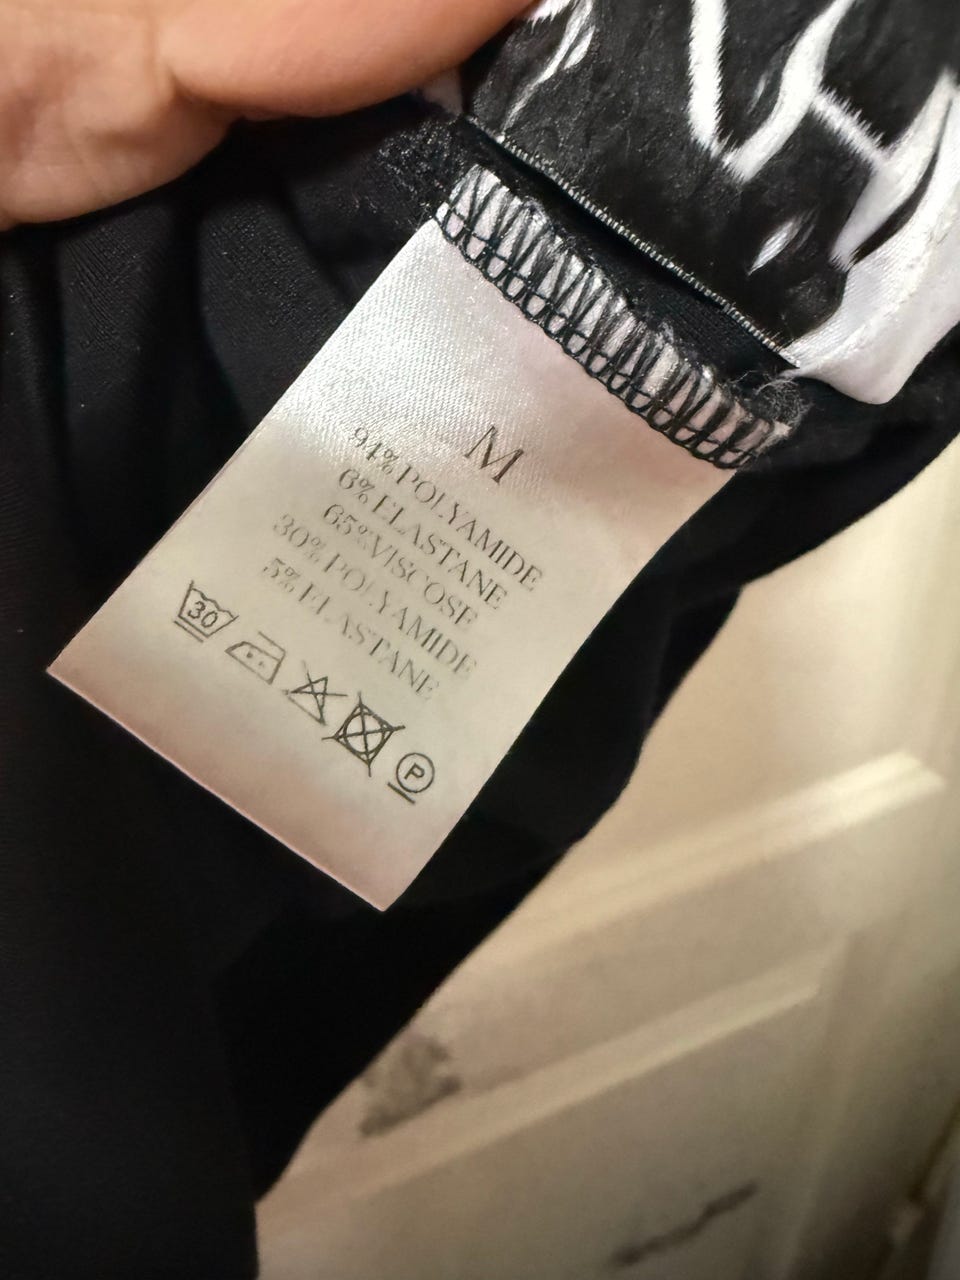 M
94% POLYAMIDE
6% ELASTANE
65% VISCOSE
30% POLYAMIDE
5% ELASTANE
30
P